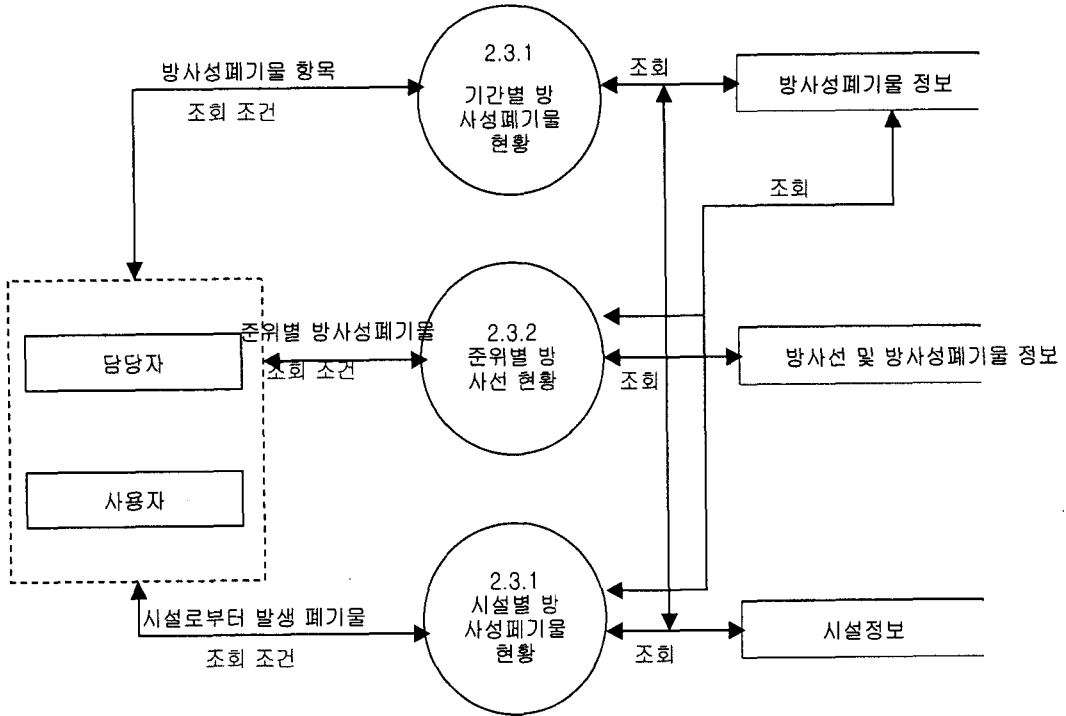 2.3.1
기간별 방
사성폐기물
현황
방사성폐기물 항목
조회 조건
조회
방사성폐기물 정보
조회
담당자
사용자
준위별 방사성폐기물
조회 조건
2.3.2
준위별 방
사선 현황
조회
방사선 및 방사성폐기물 정보
시설로부터 발생 폐기물
조회 조건
2.3.1
시설별 방
사성폐기물
현황
조회
시설정보